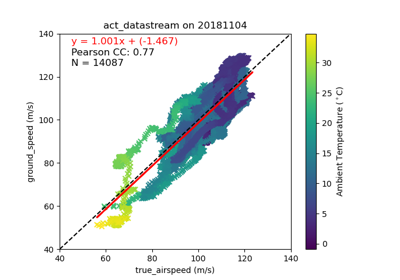 act_datastream on 20181104
y = 1.001x + (-1.467)
Pearson CC: 0.77
N = 14087
ground_speed (m/s)
140
120
100
80
60
40
40
60
80
100
120
140
true_airspeed (m/s)
30
25
20
15
10
5
0
Ambient Temperature (°C)